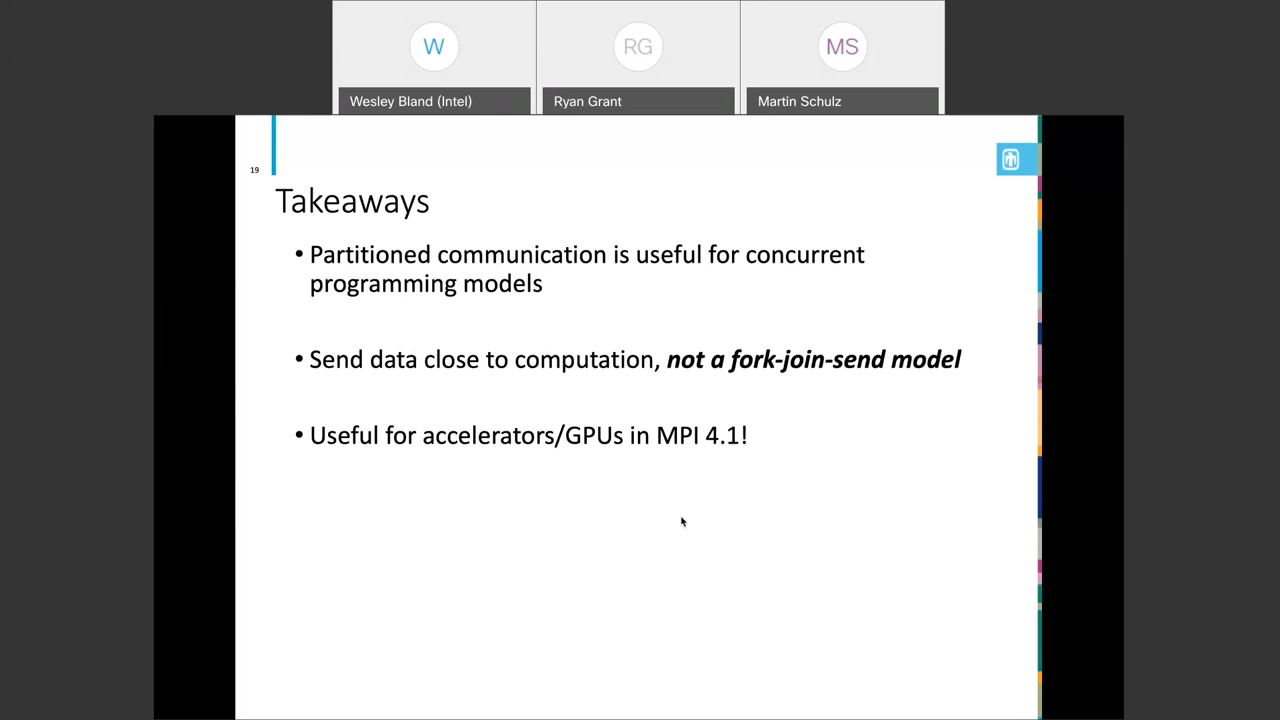 W
RG
MS
Wesley Bland (Intel)
Ryan Grant
Martin Schulz
19
Takeaways
• Partitioned communication is useful for concurrent
programming models
• Send data close to computation, not a fork-join-send model
• Useful for accelerators/GPUs in MPI 4.1!